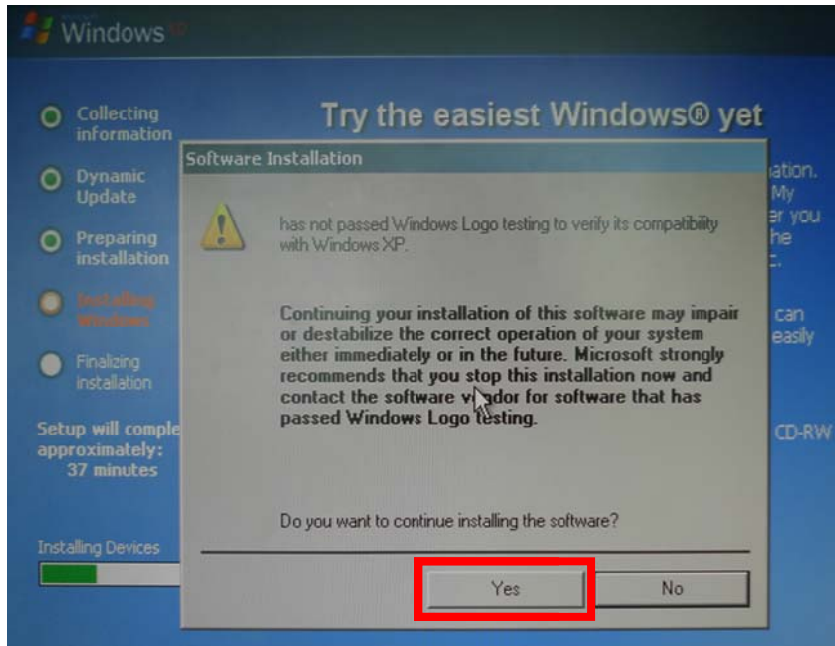 Windows xp
Collecting
information
Dynamic
Update
Preparing
installation
Installing
Windows
Finalizing
installation
Setup will comple
approximately:
37 minutes
Installing Devices
Try the easiest Windows® yet
Software Installation
has not passed Windows Logo testing to verify its compatibility
with Windows XP.
Continuing your installation of this software may impair
or destabilize the correct operation of your system
either immediately or in the future. Microsoft strongly
recommends that you stop this installation now and
contact the software vendor for software that has
passed Windows Logo testing.
Do you want to continue installing the software?
Yes
No
ation.
My
er you
he
c.
can
easily
CD-RW